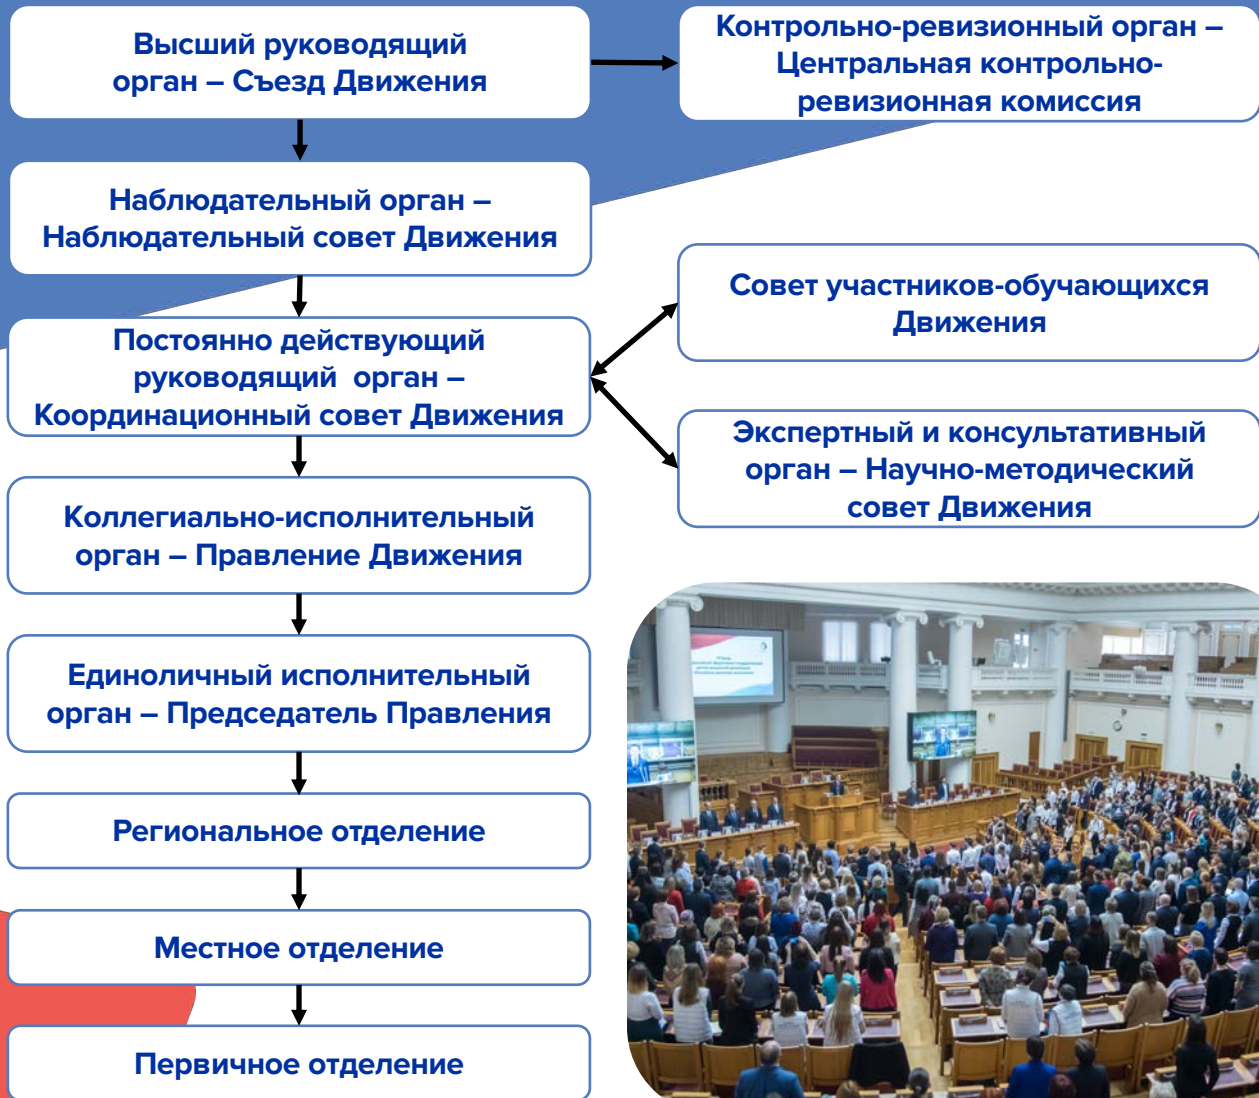 Высший руководящий
орган – Съезд Движения
Контрольно-ревизионный орган –
Центральная контрольно-
ревизионная комиссия
Наблюдательный орган –
Наблюдательный совет Движения
Постоянно действующий
руководящий орган –
Координационный совет Движения
Совет участников-обучающихся
Движения
Экспертный и консультативный
орган – Научно-методический
совет Движения
Коллегиально-исполнительный
орган – Правление Движения
Единоличный исполнительный
орган – Председатель Правления
Региональное отделение
Местное отделение
Первичное отделение